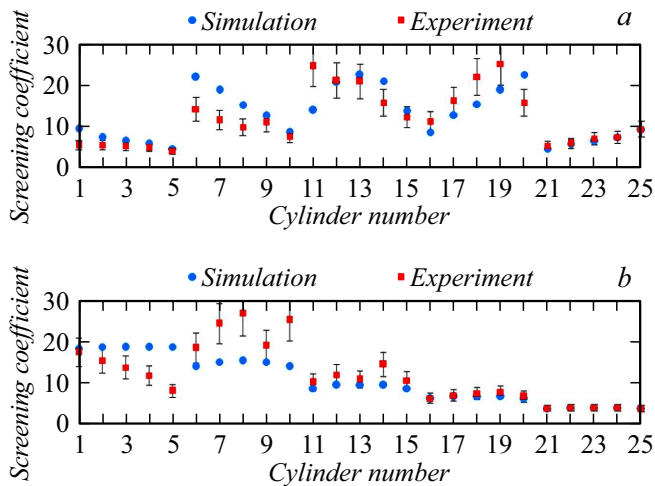 Simulation Experiment a
Screening coefficient
30
20
10
0
1 3 5 7 9 11 13 15 17 19 21 23 25
Cylinder number
Simulation Experiment b
Screening coefficient
30
20
10
0
1 3 5 7 9 11 13 15 17 19 21 23 25
Cylinder number